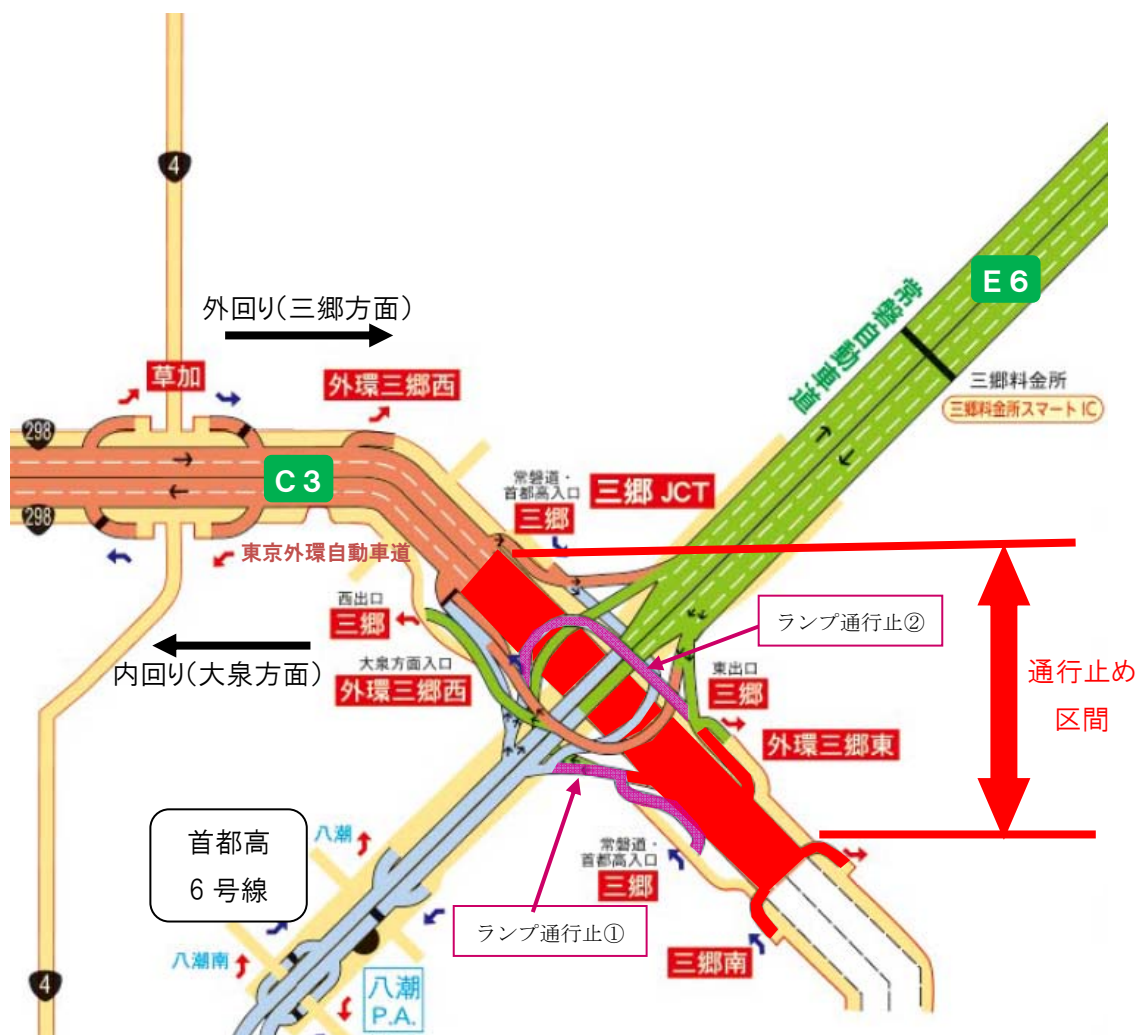 4
外回り(三郷方面)
草加
外環三郷西
298
C3
298
東京外環自動車道
常磐自動車道
E6
三郷料金所
三郷料金所スマートIC
常磐道・
首都高入口
三郷
三郷 JCT
西出口
三郷
大泉方面入口
外環三郷西
内回り(大泉方面)
ランプ通行止②
東出口
三郷
外環三郷東
通行止め
区間
首都高
6号線
八潮
八潮南
八潮
P.A.
常磐道・
首都高入口
三郷
ランプ通行止①
三郷南
4